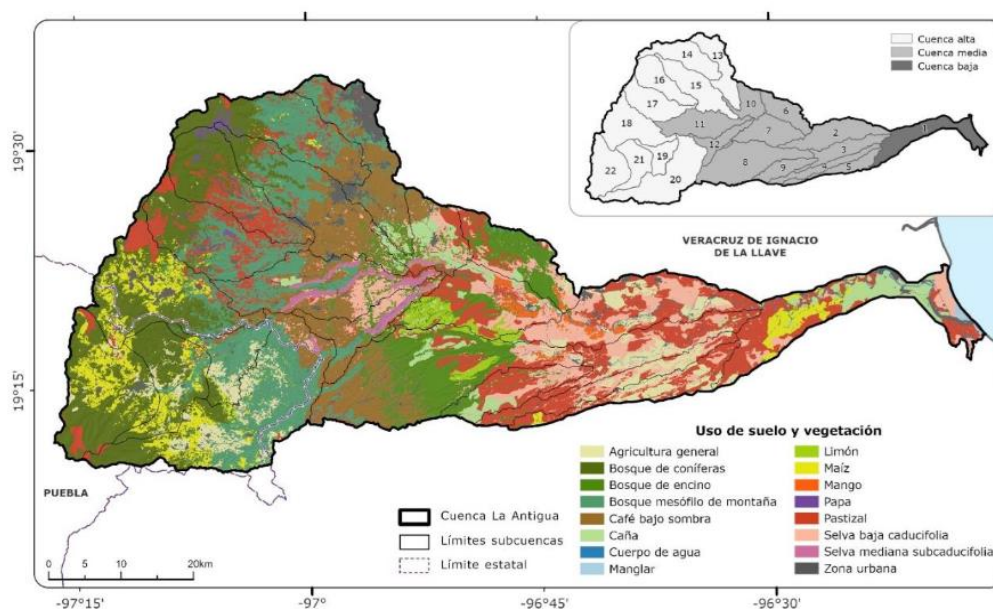 Cuenca alta
Cuenca media
Cuenca baja
14
13
16
15
10
6
17
11
7
2
1
18
12
3
21
19
8
9
4
5
22
20
19°30'
19°15'
VERACRUZ DE IGNACIO
DE LA LLAVE
PUEBLA
Cuenca La Antigua
Límites subcuencas
Límite estatal
0 5 10 20km
Uso de suelo y vegetación
Agricultura general
Bosque de coníferas
Bosque de encino
Bosque mesófilo de montaña
Café bajo sombra
Caña
Cuerpo de agua
Manglar
Limón
Maíz
Mango
Papa
Pastizal
Selva baja caducifolia
Selva mediana subcaducifolia
Zona urbana
-97°15' -97° -96°45' -96°30'